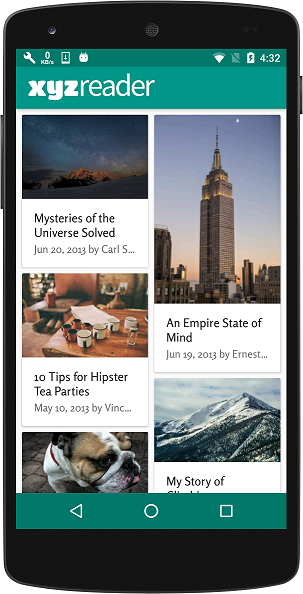 0
KB/s
4:32
xyzreader
Mysteries of the
Universe Solved
Jun 20, 2013 by Carl S...
An Empire State of
Mind
Jun 19, 2013 by Ernest...
10 Tips for Hipster
Tea Parties
May 10, 2013 by Vinc...
My Story of